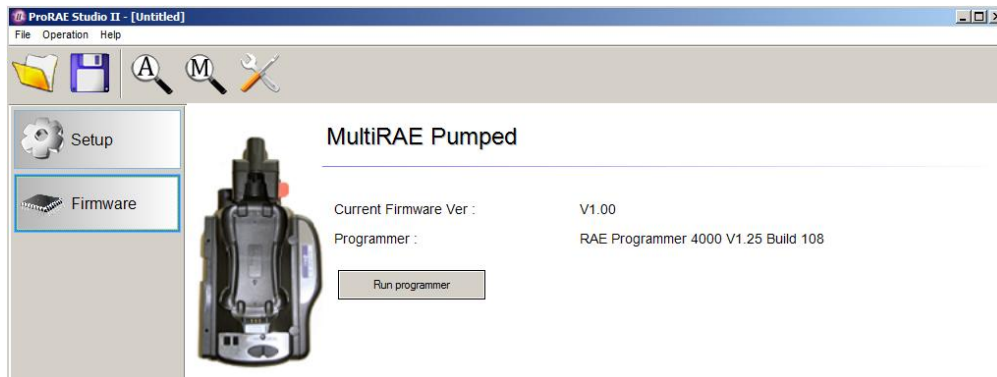 ProRAE Studio II - [Untitled]
File Operation Help
A M
Setup
Firmware
MultiRAE Pumped
Current Firmware Ver : V1.00
Programmer : RAE Programmer 4000 V1.25 Build 108
Run programmer